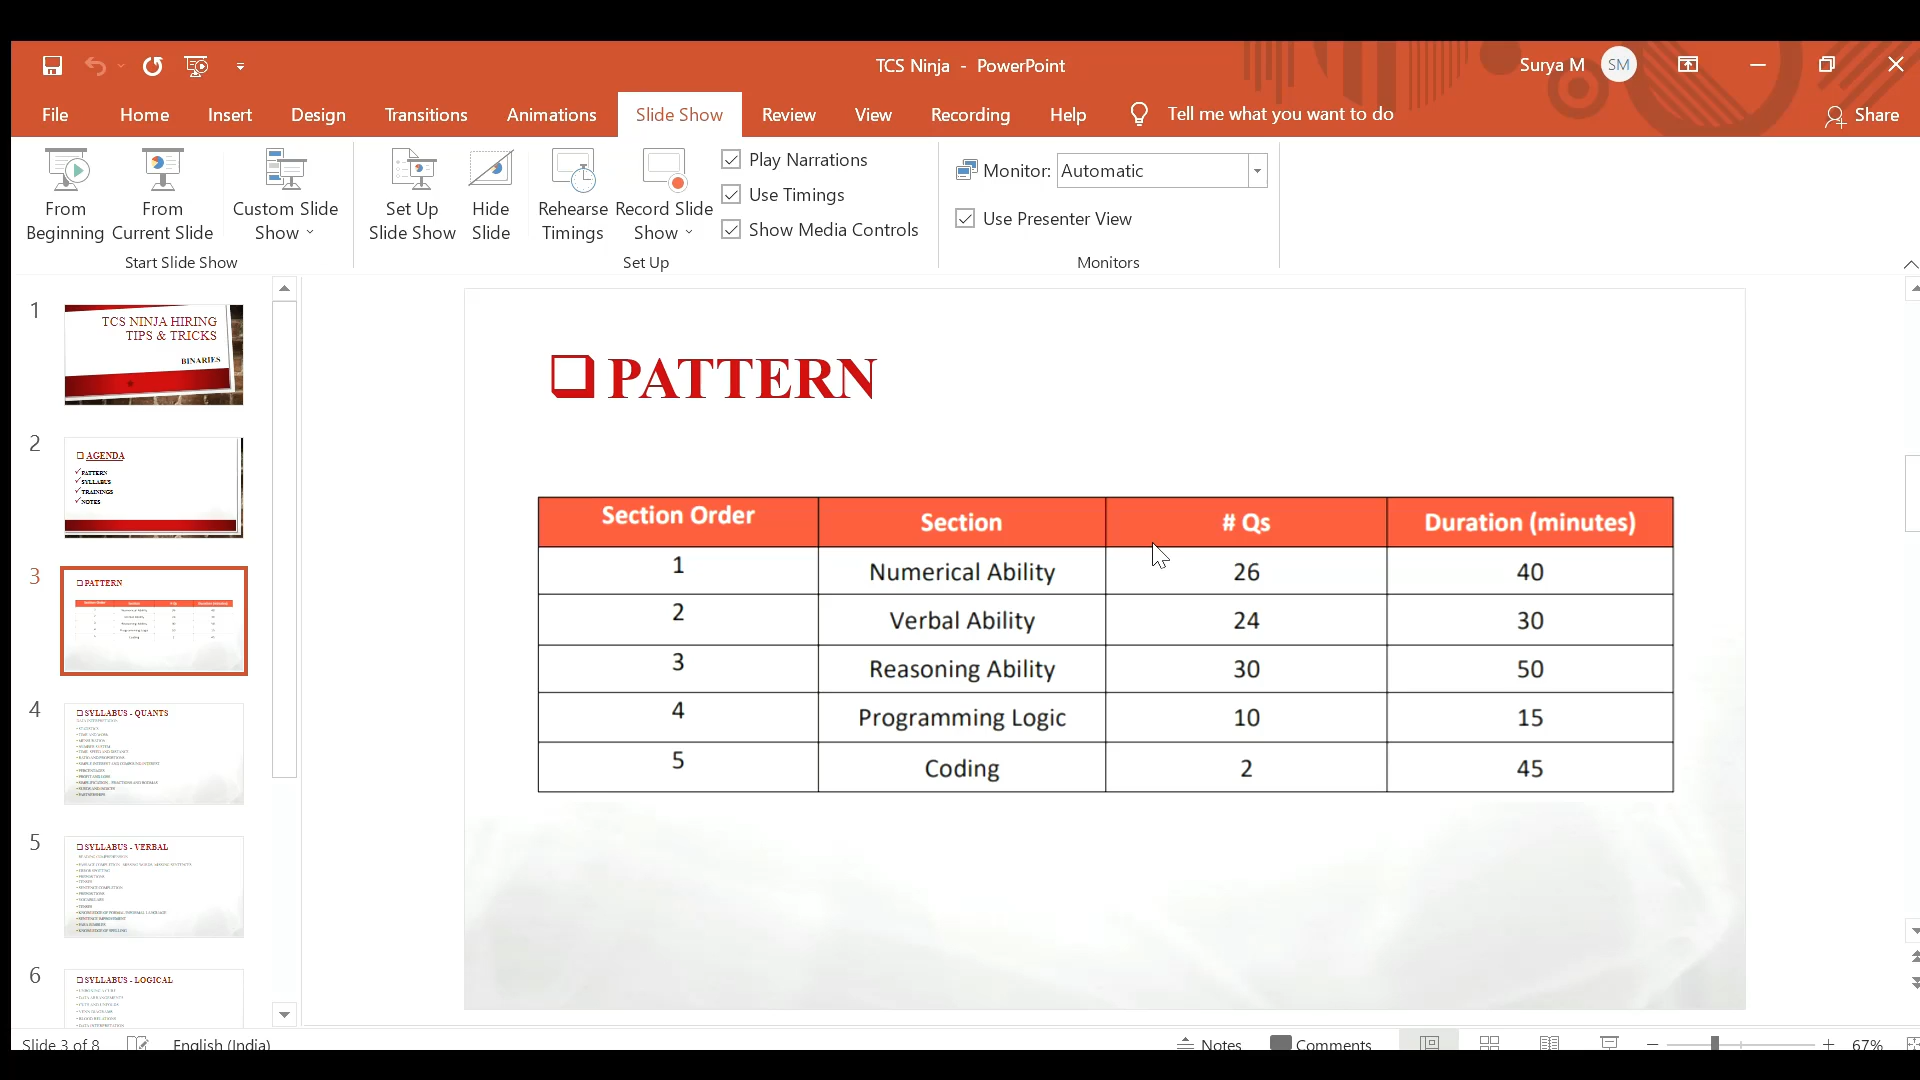 TCS Ninja - PowerPoint
Surya M SM
File Home Insert Design Transitions Animations Slide Show Review View Recording Help Tell me what you want to do Share
From Beginning
From Current Slide
Custom Slide Show
Start Slide Show
Set Up Slide Show
Hide Slide
Rehearse Timings
Record Slide Show
Play Narrations
Use Timings
Show Media Controls
Set Up
Monitor: Automatic
Use Presenter View
Monitors
1
TCS NINJA HIRING
TIPS & TRICKS
BINARIES
2
AGENDA
PATTERN
SYLLABUS
TRAININGS
NOTES
3
PATTERN
4
SYLLABUS - QUANTS
5
SYLLABUS - VERBAL
6
SYLLABUS - LOGICAL
PATTERN
Section Order Section # Qs Duration (minutes)
1 Numerical Ability 26 40
2 Verbal Ability 24 30
3 Reasoning Ability 30 50
4 Programming Logic 10 15
5 Coding 2 45
Slide 3 of 8 English (India) Notes Comments 67%